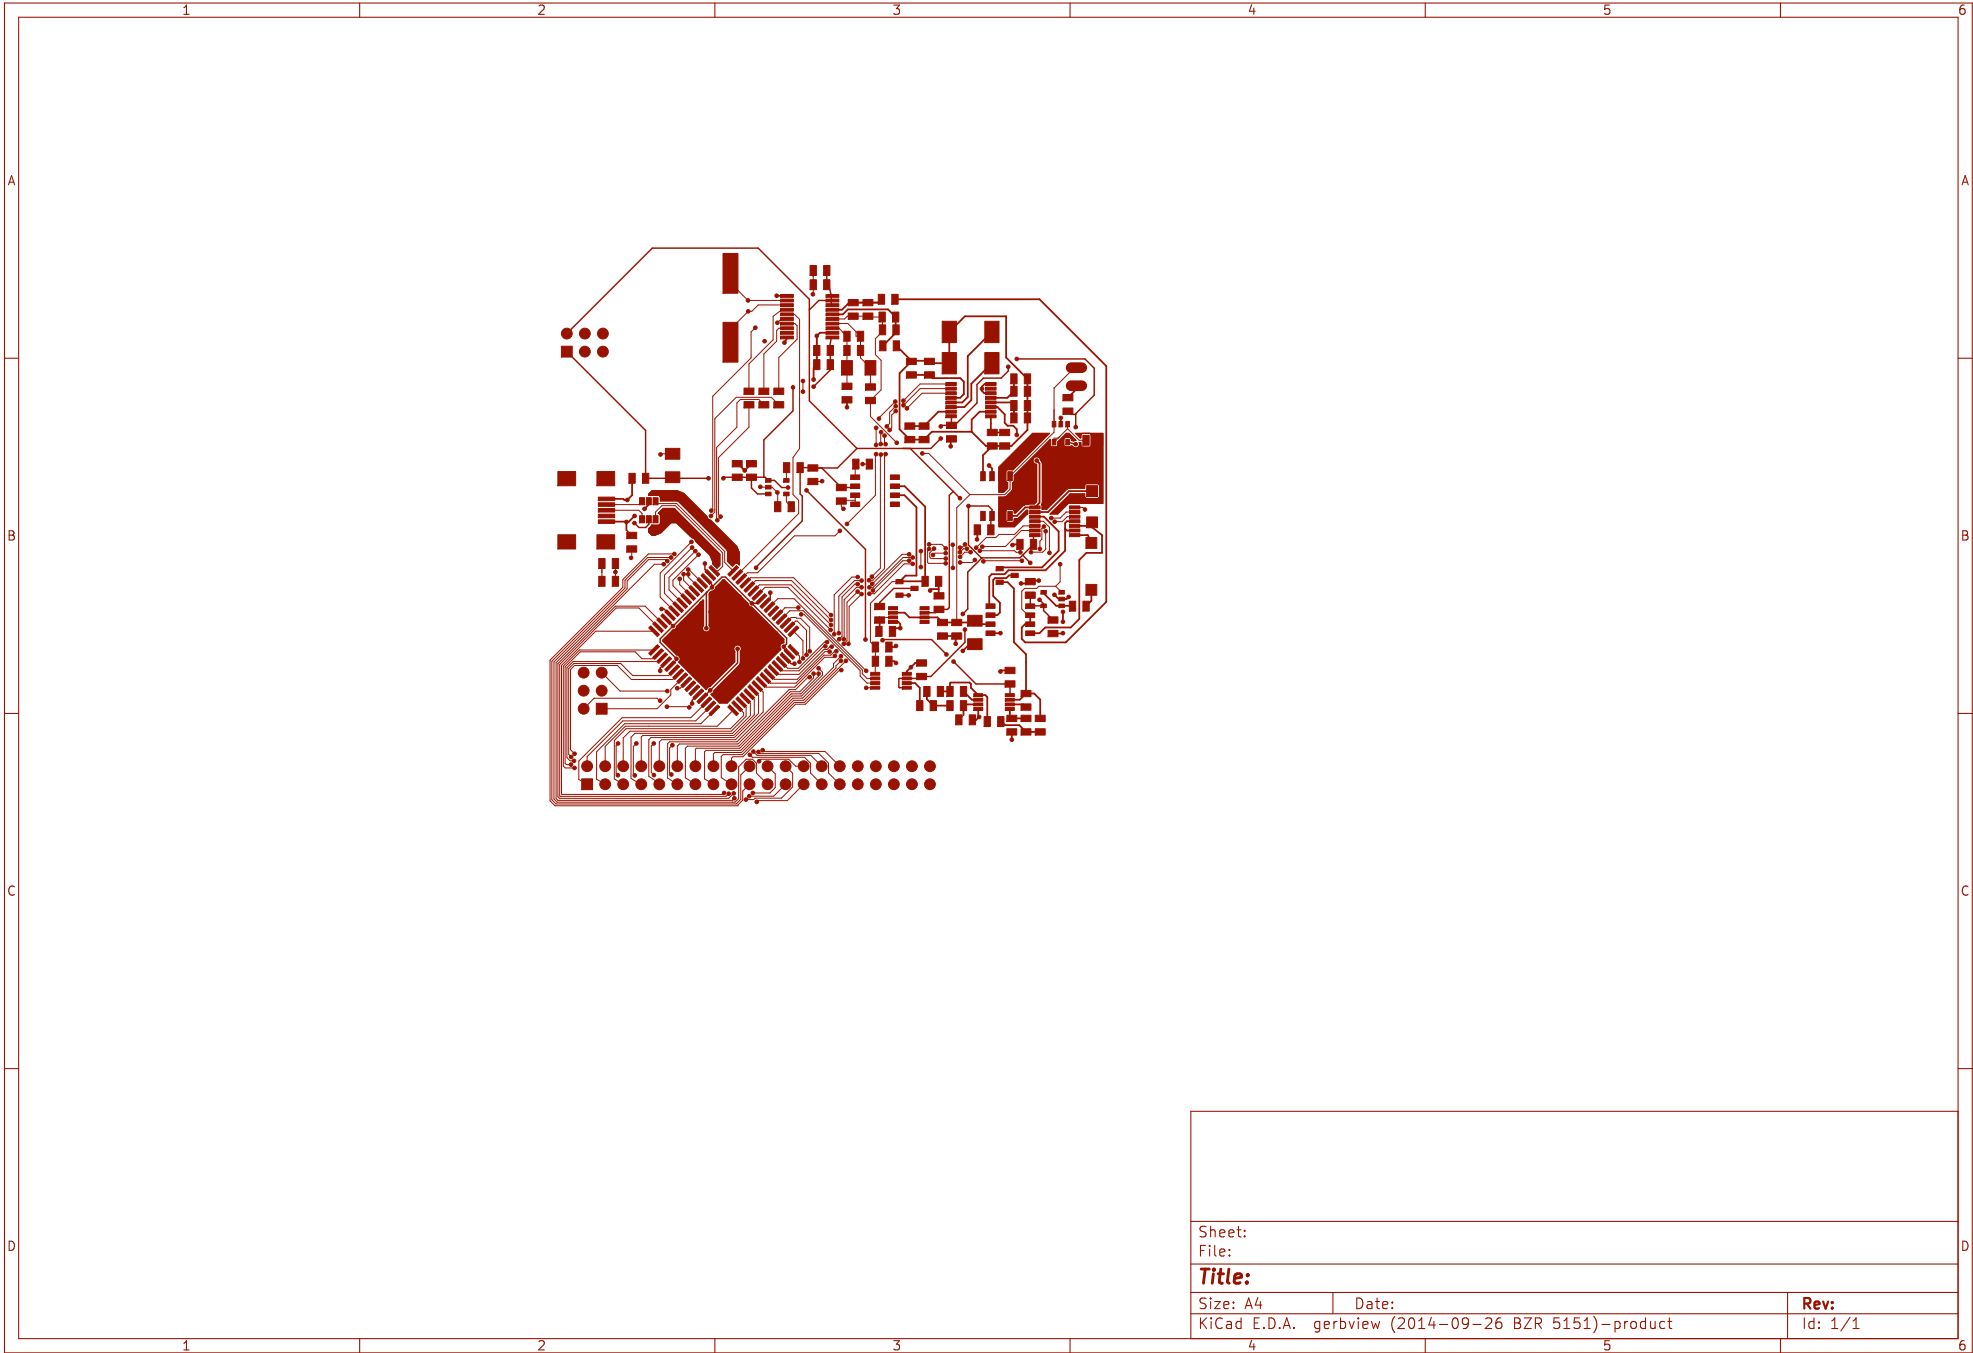 1 2 3 4 5 6
A A
B B
C C
Sheet:
File:
D D
Title:
Size: A4 Date: Rev:
KiCad E.D.A. gerbview (2014-09-26 BZR 5151)-product Id: 1/1
1 2 3 4 5 6